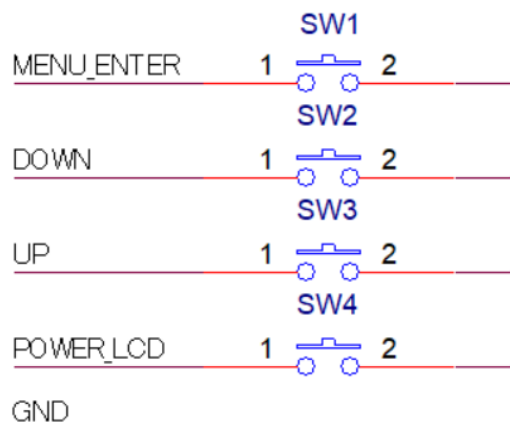 SW1
MENU_ENTER 1 2
SW2
DOWN 1 2
SW3
UP 1 2
SW4
POWER_LCD 1 2
GND